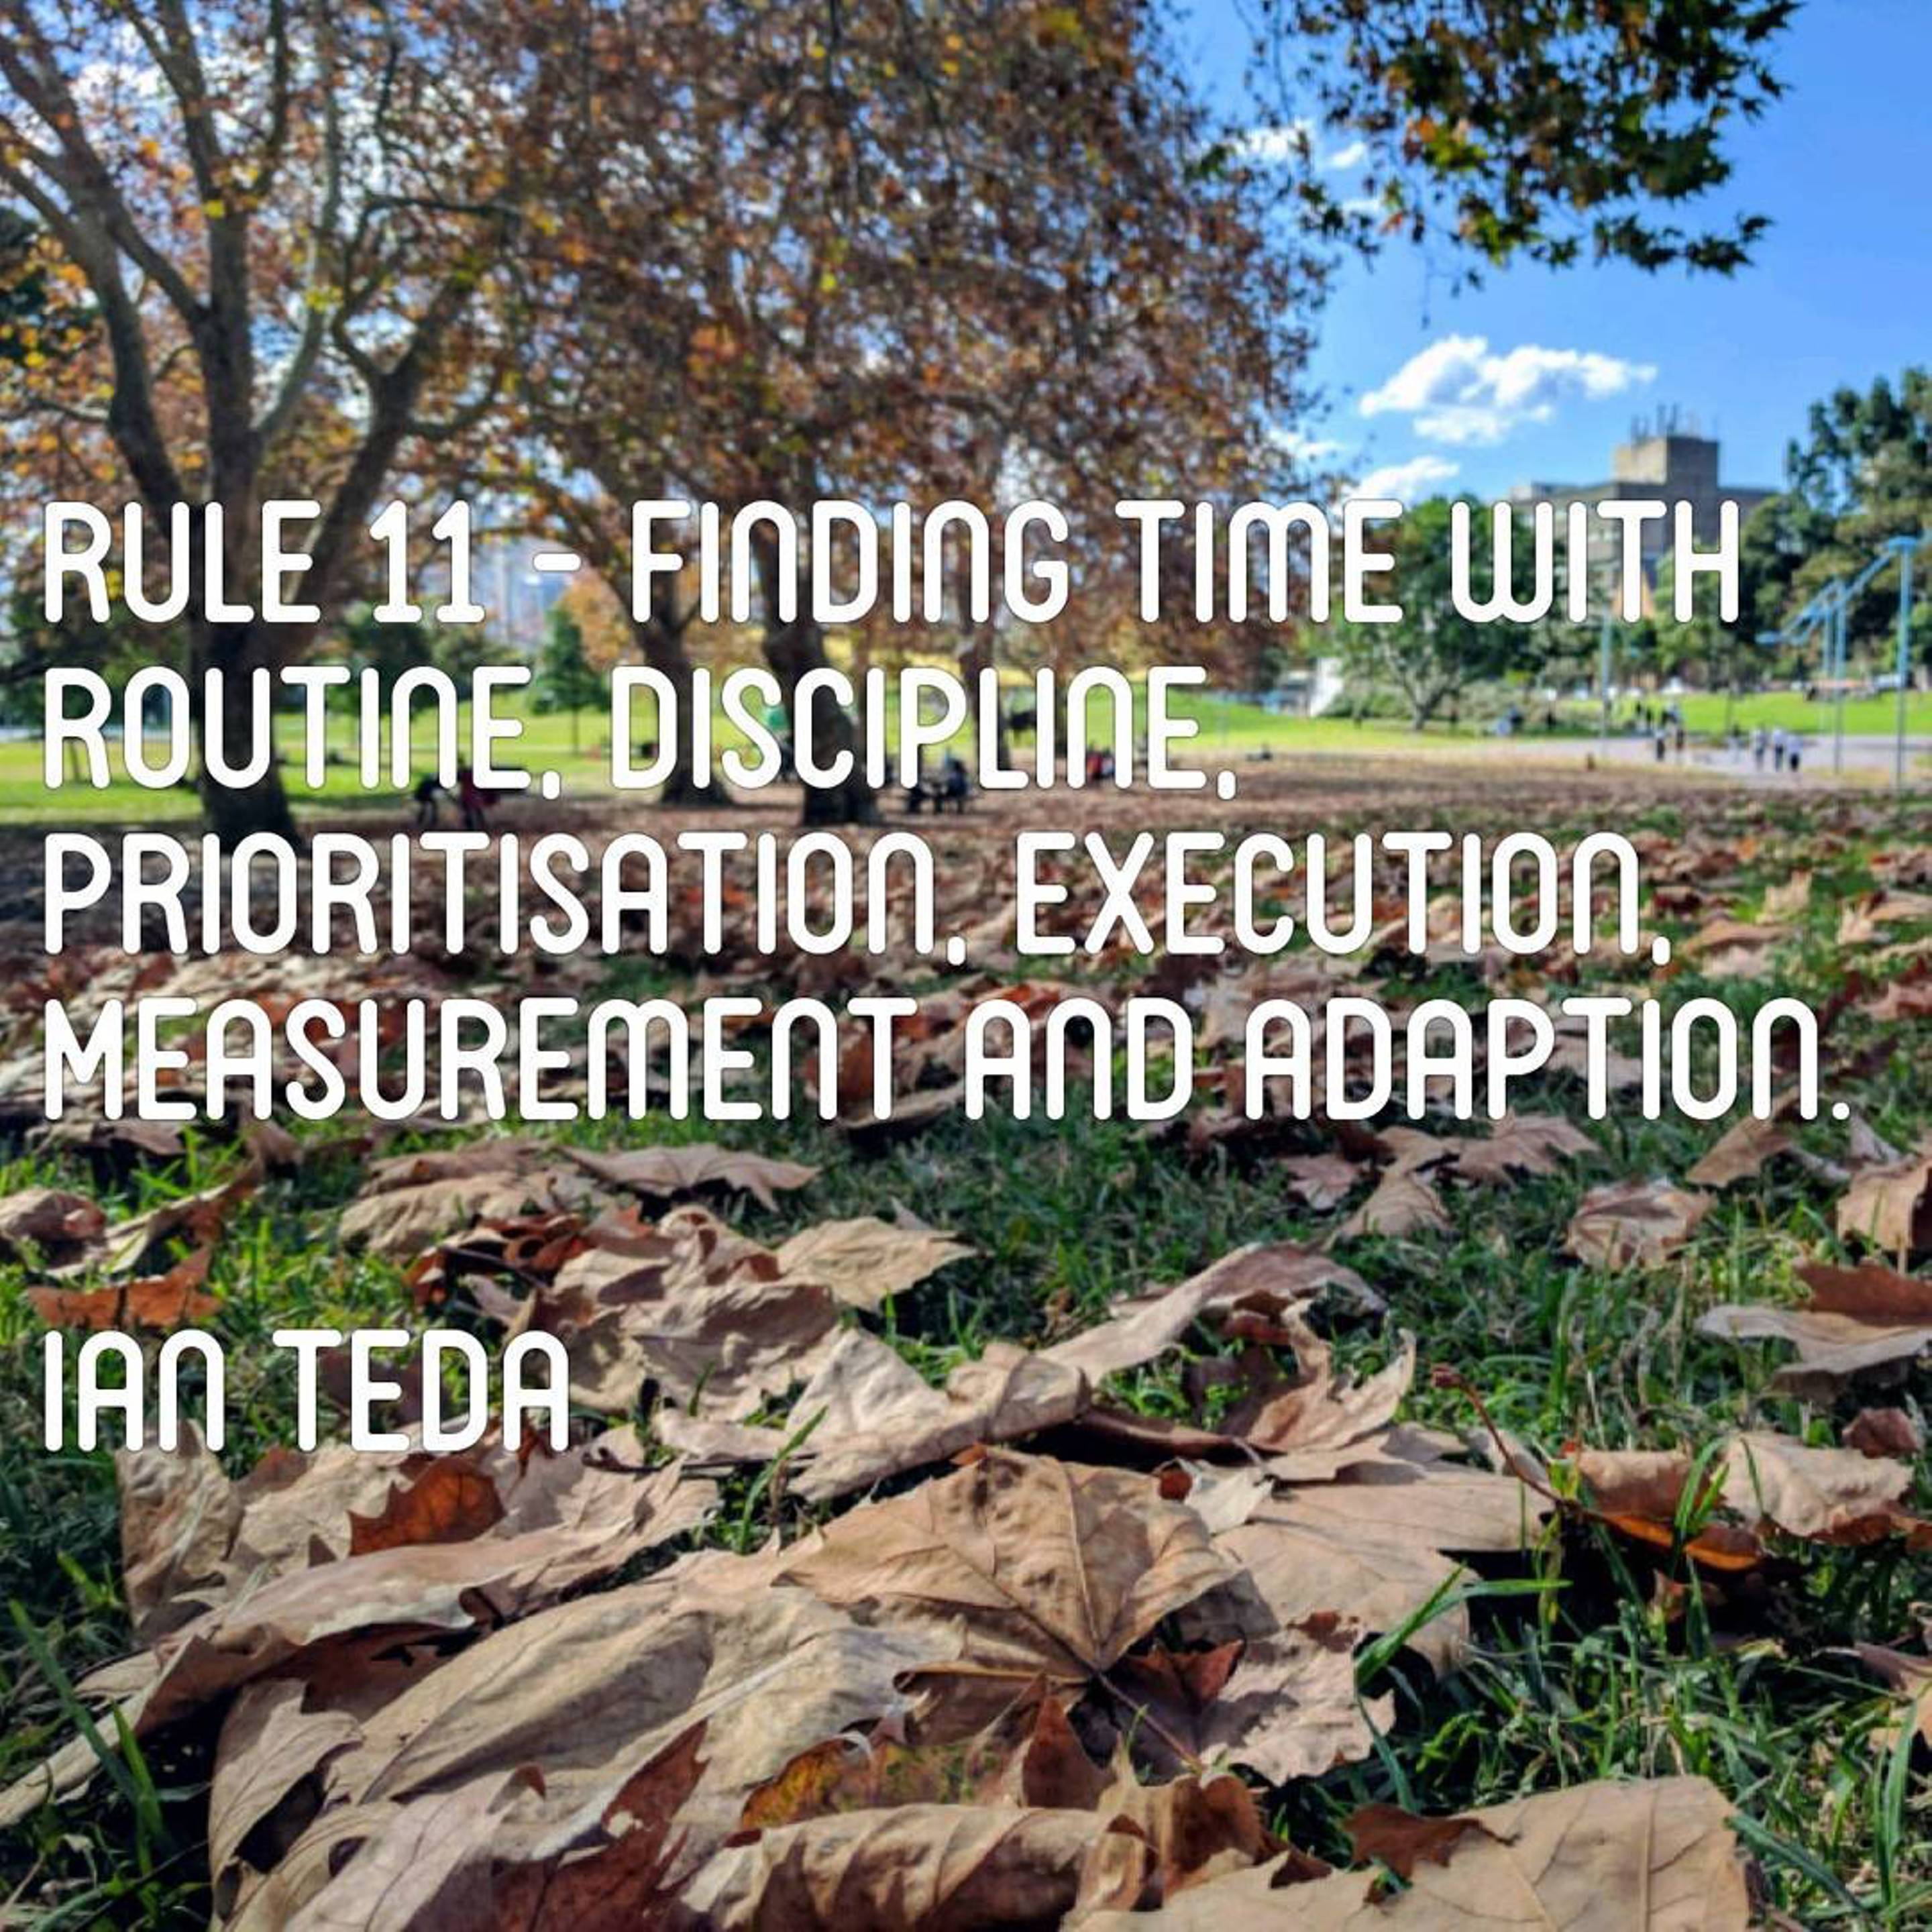 RULE 11 - FINDING TIME WITH
ROUTINE, DISCIPLINE,
PRIORITISATION, EXECUTION,
MEASUREMENT AND ADAPTION.
IAN TEDA